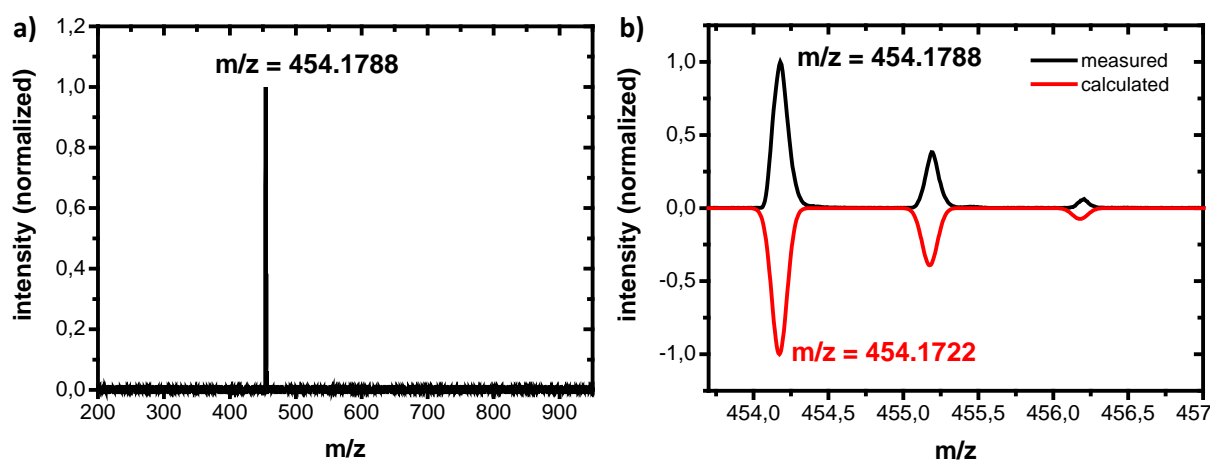 a)
m/z = 454.1788
intensity (normalized)
1,2
1,0
0,8
0,6
0,4
0,2
0,0
200 300 400 500 600 700 800 900
m/z
b)
m/z = 454.1788
measured
calculated
intensity (normalized)
1,0
0,5
0,0
-0,5
-1,0
m/z = 454.1722
454,0 454,5 455,0 455,5 456,0 456,5 457
m/z